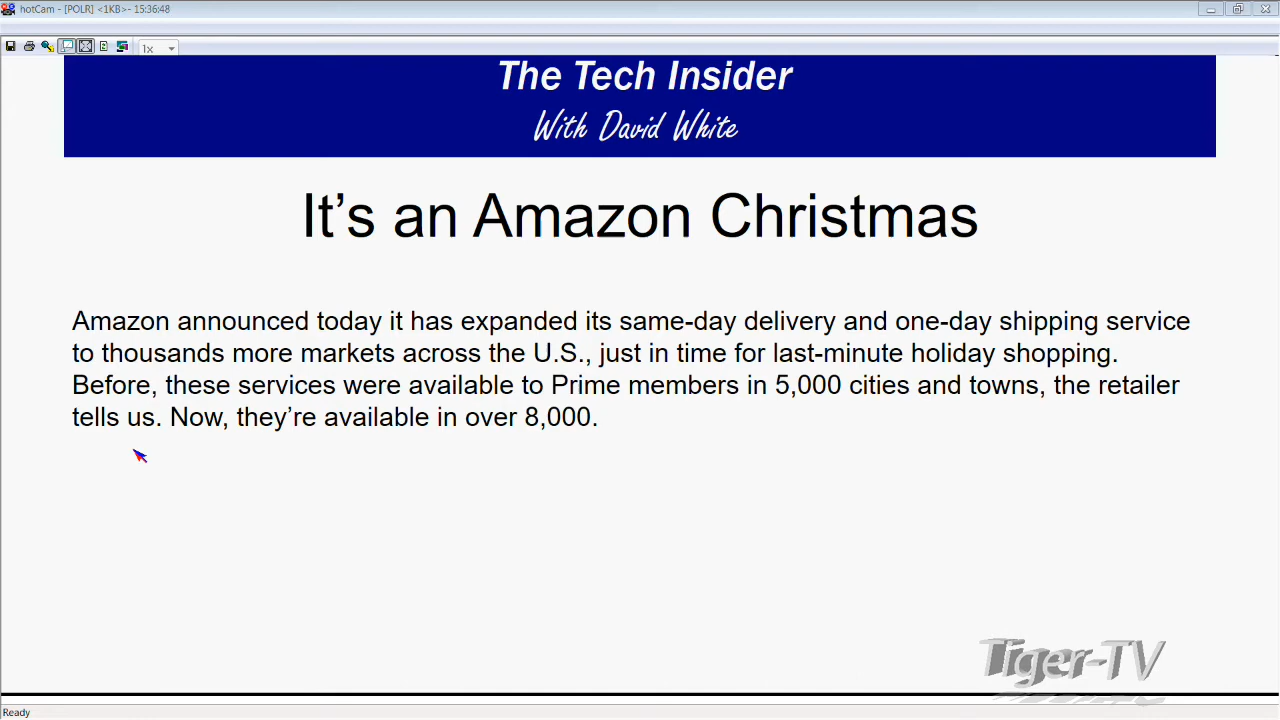 hotCam - [POLR] <1KB>- 15:36:48
1x
The Tech Insider
With David White
It’s an Amazon Christmas
Amazon announced today it has expanded its same-day delivery and one-day shipping service
to thousands more markets across the U.S., just in time for last-minute holiday shopping.
Before, these services were available to Prime members in 5,000 cities and towns, the retailer
tells us. Now, they’re available in over 8,000.
Tiger-TV
Ready